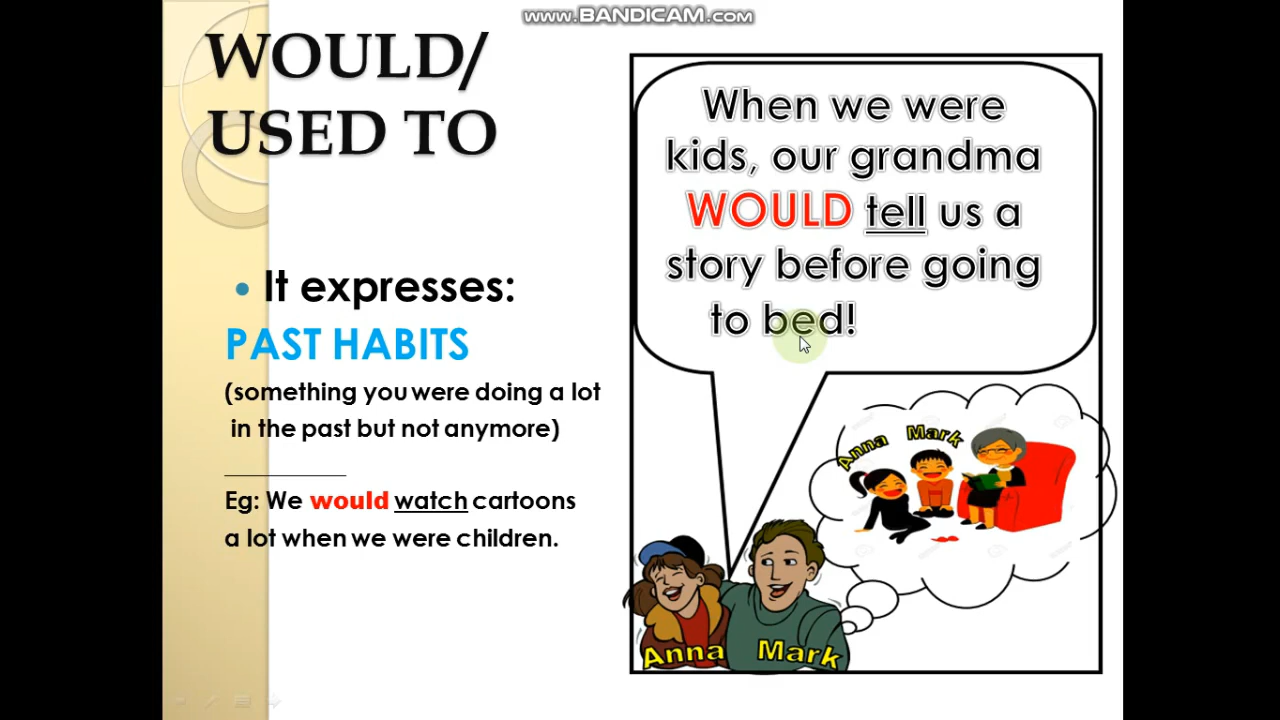 WWW.BANDICAM.COM
WOULD/
USED TO
It expresses:
PAST HABITS
(something you were doing a lot
in the past but not anymore)
Eg: We would watch cartoons
a lot when we were children.
When we were
kids, our grandma
WOULD tell us a
story before going
to bed!
Anna Mark
Anna Mark